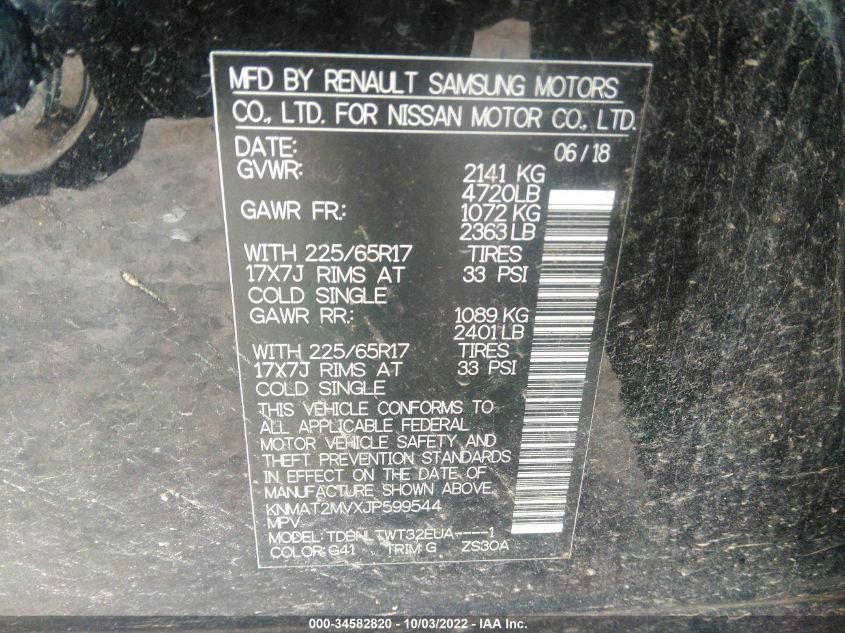 MFD BY RENAULT SAMSUNG MOTORS
CO., LTD. FOR NISSAN MOTOR CO., LTD.
DATE: 06/18
GVWR: 2141 KG
4720LB
GAWR FR.: 1072 KG
2363 LB
WITH 225/65R17 TIRES
17X7J RIMS AT 33 PSI
COLD SINGLE
GAWR RR.: 1089 KG
2401 LB
WITH 225/65R17 TIRES
17X7J RIMS AT 33 PSI
COLD SINGLE
THIS VEHICLE CONFORMS TO
ALL APPLICABLE FEDERAL
MOTOR VEHICLE SAFETY AND
THEFT PREVENTION STANDARDS
IN EFFECT ON THE DATE OF
MANUFACTURE SHOWN ABOVE
KNMAT2MVXJP599544
MPV
MODEL: TDBNLTWT32EUA----1
COLOR: G41 TRIM: G ZS30A
000-34582820 - 10/03/2022 - IAA Inc.